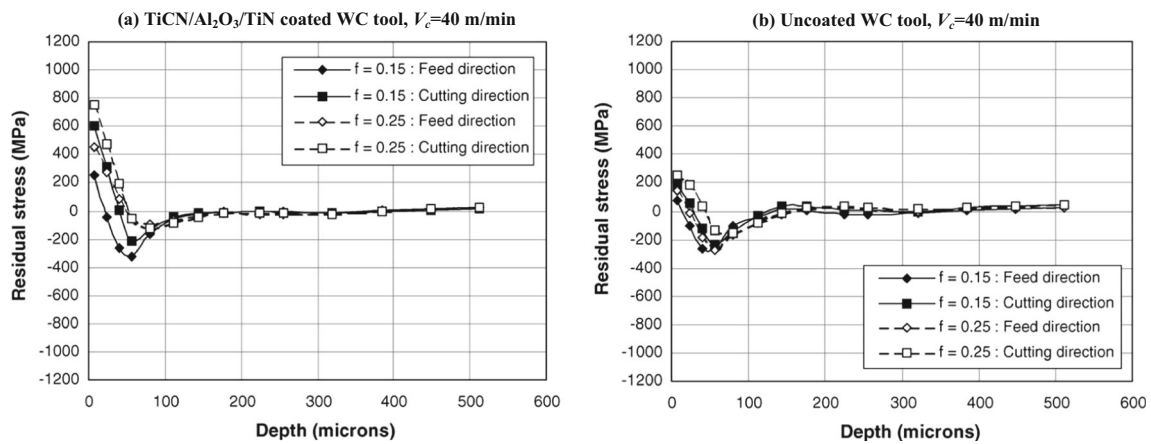 (a) TiCN/Al₂O₃/TiN coated WC tool, Vc=40 m/min
1200
1000
800
600
400
200
0
-200
-400
-600
-800
-1000
-1200
Residual stress (MPa)
f = 0.15 : Feed direction
f = 0.15 : Cutting direction
f = 0.25 : Feed direction
f = 0.25 : Cutting direction
0 100 200 300 400 500 600
Depth (microns)
(b) Uncoated WC tool, Vc=40 m/min
1200
1000
800
600
400
200
0
-200
-400
-600
-800
-1000
-1200
Residual stress (MPa)
f = 0.15 : Feed direction
f = 0.15 : Cutting direction
f = 0.25 : Feed direction
f = 0.25 : Cutting direction
0 100 200 300 400 500 600
Depth (microns)